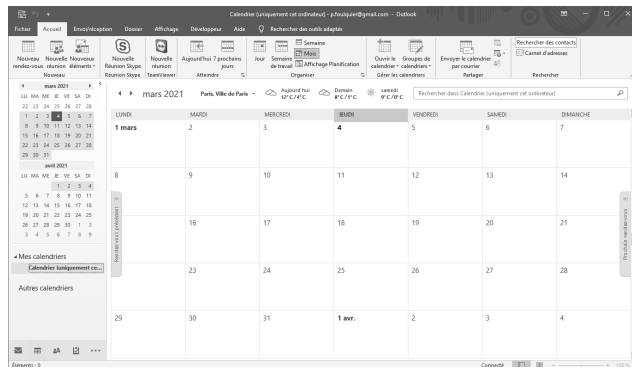 Calendrier (uniquement cet ordinateur) - p.foulquier@gmail.com - Outlook
Fichier Accueil Envoi/réception Dossier Affichage Développeur Aide Rechercher des outils adaptés
Nouveau rendez-vous
Nouvelle réunion
Nouveaux éléments
Nouveau
Nouvelle Réunion Skype
Réunion Skype
Nouvelle réunion
TeamViewer
Aujourd'hui
7 prochains jours
Atteindre
Jour
Semaine de travail
Semaine
Mois
Affichage Planification
Organiser
Ouvrir le calendrier
Groupes de calendriers
Gérer les calendriers
Envoyer le calendrier par courrier
Partager
Rechercher des contacts
Carnet d'adresses
Rechercher
mars 2021
LU MA ME JE VE SA DI
22 23 24 25 26 27 28
1 2 3 4 5 6 7
8 9 10 11 12 13 14
15 16 17 18 19 20 21
22 23 24 25 26 27 28
29 30 31
avril 2021
LU MA ME JE VE SA DI
1 2 3 4
5 6 7 8 9 10 11
12 13 14 15 16 17 18
19 20 21 22 23 24 25
26 27 28 29 30 1 2
3 4 5 6 7 8 9
Mes calendriers
Calendrier (uniquement ce...
Autres calendriers
mars 2021
Paris, Ville de Paris
Aujourd'hui
12°C/4°C
Demain
8°C/1°C
samedi
9°C/0°C
Rechercher dans Calendrier (uniquement cet ordinateur)
LUNDI MARDI MERCREDI JEUDI VENDREDI SAMEDI DIMANCHE
1 mars 2 3 4 5 6 7
8 9 10 11 12 13 14
16 17 18 19 20 21
23 24 25 26 27 28
29 30 31 1 avr. 2 3 4
Rendez-vous précédent
Prochain rendez-vous
Éléments : 0
Connecté
100 %